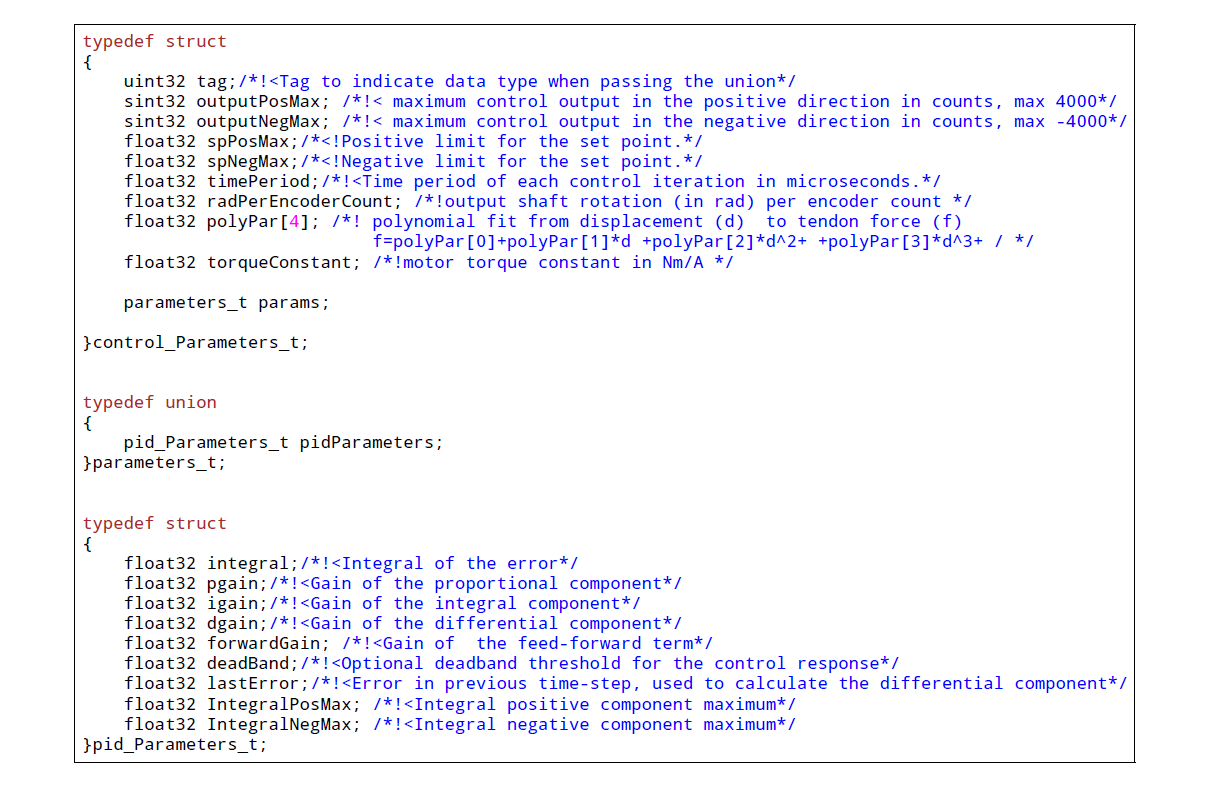 typedef struct
{
    uint32 tag;/*!<Tag to indicate data type when passing the union*/
    sint32 outputPosMax; /*!< maximum control output in the positive direction in counts, max 4000*/
    sint32 outputNegMax; /*!< maximum control output in the negative direction in counts, max -4000*/
    float32 spPosMax;/*<!Positive limit for the set point.*/
    float32 spNegMax;/*<!Negative limit for the set point.*/
    float32 timePeriod;/*!<Time period of each control iteration in microseconds.*/
    float32 radPerEncoderCount; /*!output shaft rotation (in rad) per encoder count */
    float32 polyPar[4]; /*! polynomial fit from displacement (d)  to tendon force (f)
                            f=polyPar[0]+polyPar[1]*d +polyPar[2]*d^2+ +polyPar[3]*d^3+ / */
    float32 torqueConstant; /*!motor torque constant in Nm/A */

    parameters_t params;

}control_Parameters_t;


typedef union
{
    pid_Parameters_t pidParameters;
}parameters_t;


typedef struct
{
    float32 integral;/*!<Integral of the error*/
    float32 pgain;/*!<Gain of the proportional component*/
    float32 igain;/*!<Gain of the integral component*/
    float32 dgain;/*!<Gain of the differential component*/
    float32 forwardGain; /*!<Gain of  the feed-forward term*/
    float32 deadBand;/*!<Optional deadband threshold for the control response*/
    float32 lastError;/*!<Error in previous time-step, used to calculate the differential component*/
    float32 IntegralPosMax; /*!<Integral positive component maximum*/
    float32 IntegralNegMax; /*!<Integral negative component maximum*/
}pid_Parameters_t;